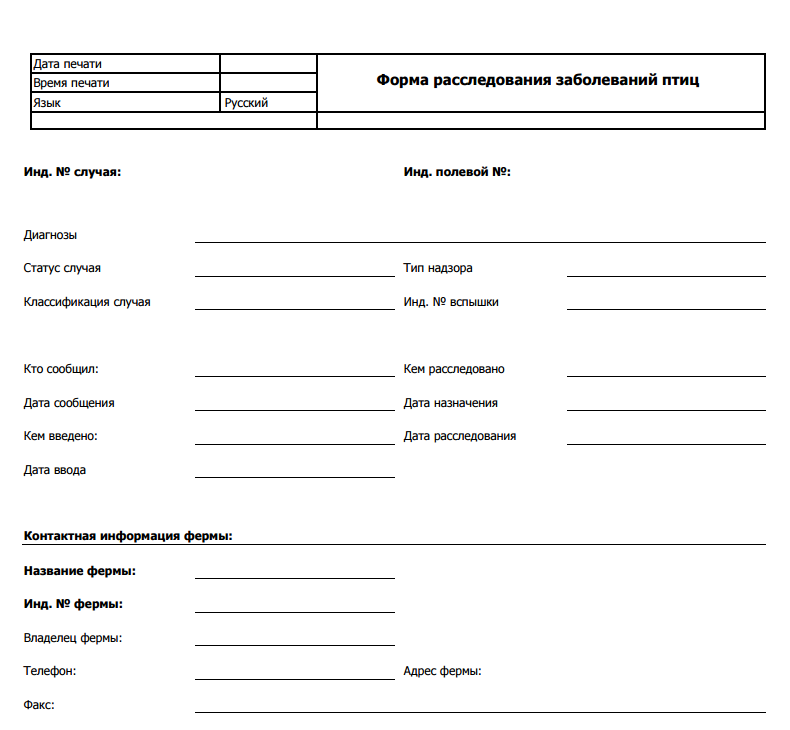 Дата печати
Время печати
Форма расследования заболеваний птиц
Язык Русский
Инд. № случая: Инд. полевой №:
Диагнозы
Статус случая Тип надзора
Классификация случая Инд. № вспышки
Кто сообщил: Кем расследовано
Дата сообщения Дата назначения
Кем введено: Дата расследования
Дата ввода
Контактная информация фермы:
Название фермы:
Инд. № фермы:
Владелец фермы:
Телефон: Адрес фермы:
Факс: